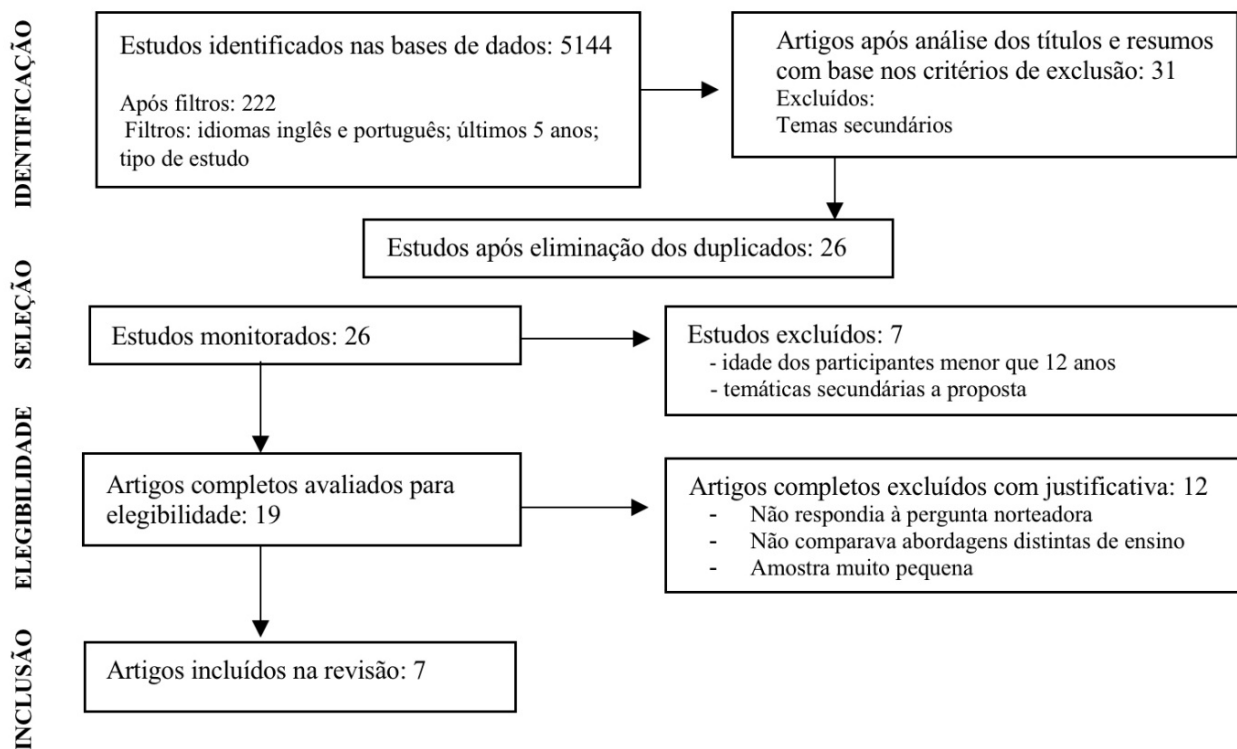 IDENTIFICAÇÃO
Estudos identificados nas bases de dados: 5144
Após filtros: 222
Filtros: idiomas inglês e português; últimos 5 anos;
tipo de estudo
Artigos após análise dos títulos e resumos
com base nos critérios de exclusão: 31
Excluídos:
Temas secundários
Estudos após eliminação dos duplicados: 26
SELEÇÃO
Estudos monitorados: 26
Estudos excluídos: 7
- idade dos participantes menor que 12 anos
- temáticas secundárias a proposta
ELEGIBILIDADE
Artigos completos avaliados para
elegibilidade: 19
Artigos completos excluídos com justificativa: 12
- Não respondia à pergunta norteadora
- Não comparava abordagens distintas de ensino
- Amostra muito pequena
INCLUSÃO
Artigos incluídos na revisão: 7